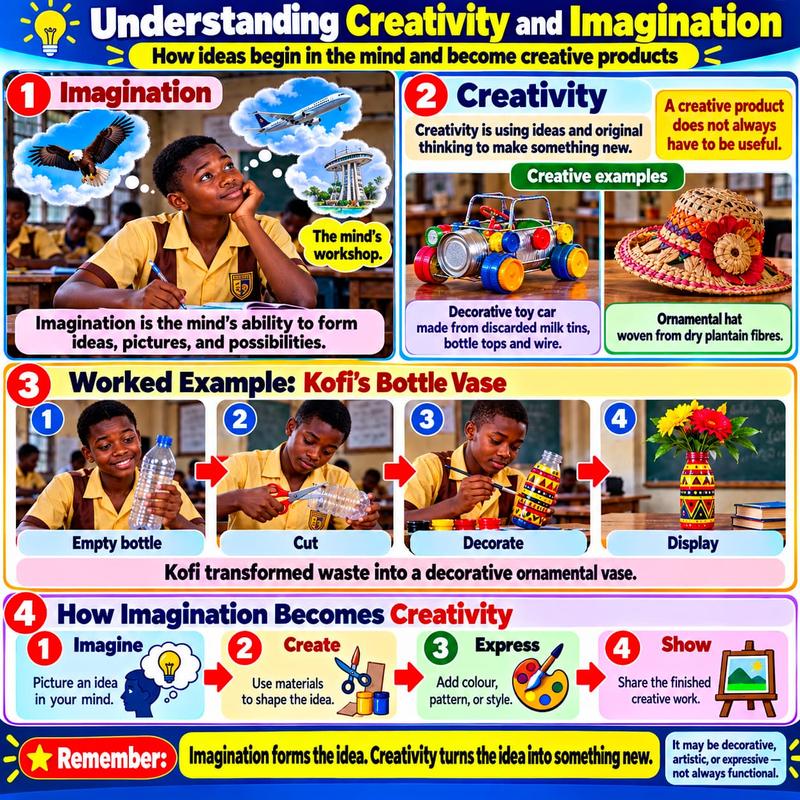 Understanding Creativity and Imagination
How ideas begin in the mind and become creative products
1 Imagination
The mind's
workshop.
Imagination is the mind's ability to form
ideas, pictures, and possibilities.
2 Creativity
Creativity is using ideas and original
thinking to make something new.
A creative product
does not always
have to be useful.
Creative examples
Decorative toy car
made from discarded milk tins,
bottle tops and wire.
Ornamental hat
woven from dry plantain fibres.
3 Worked Example: Kofi's Bottle Vase
1
Empty bottle
2
Cut
3
Decorate
4
Display
Kofi transformed waste into a decorative ornamental vase.
4 How Imagination Becomes Creativity
1 Imagine
Picture an idea
in your mind.
2 Create
Use materials
to shape the idea.
3 Express
Add colour,
pattern, or style.
4 Show
Share the finished
creative work.
Remember:
Imagination forms the idea. Creativity turns the idea into something new.
It may be decorative,
artistic, or expressive —
not always functional.